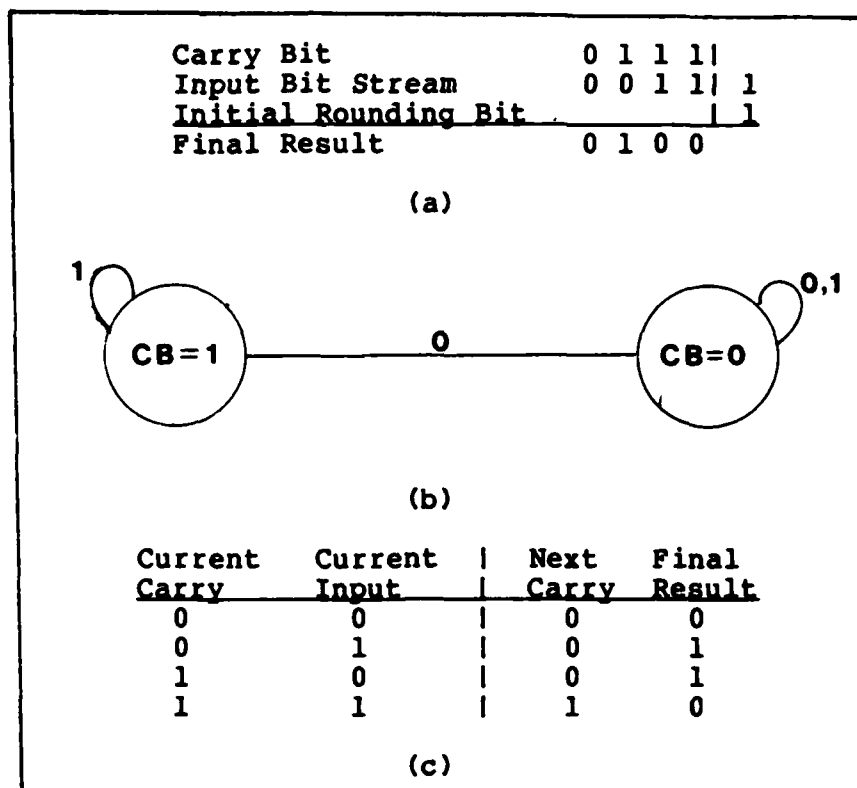 Carry Bit 0 1 1 1|
Input Bit Stream 0 0 1 1| 1
Initial Rounding Bit | 1
Final Result 0 1 0 0
(a)
1 0,1
CB=1 0 CB=0
(b)
Current Current | Next Final
Carry Input | Carry Result
0 0 | 0 0
0 1 | 0 1
1 0 | 0 1
1 1 | 1 0
(c)